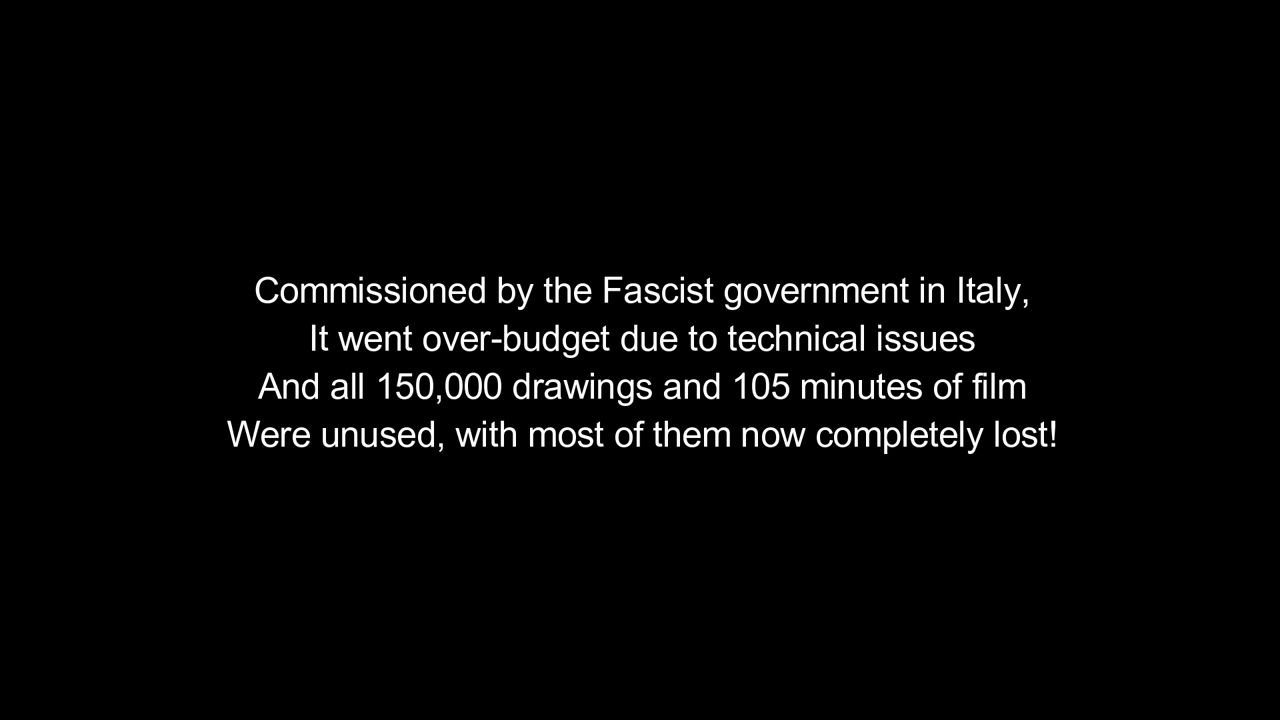 Commissioned by the Fascist government in Italy,
It went over-budget due to technical issues
And all 150,000 drawings and 105 minutes of film
Were unused, with most of them now completely lost!